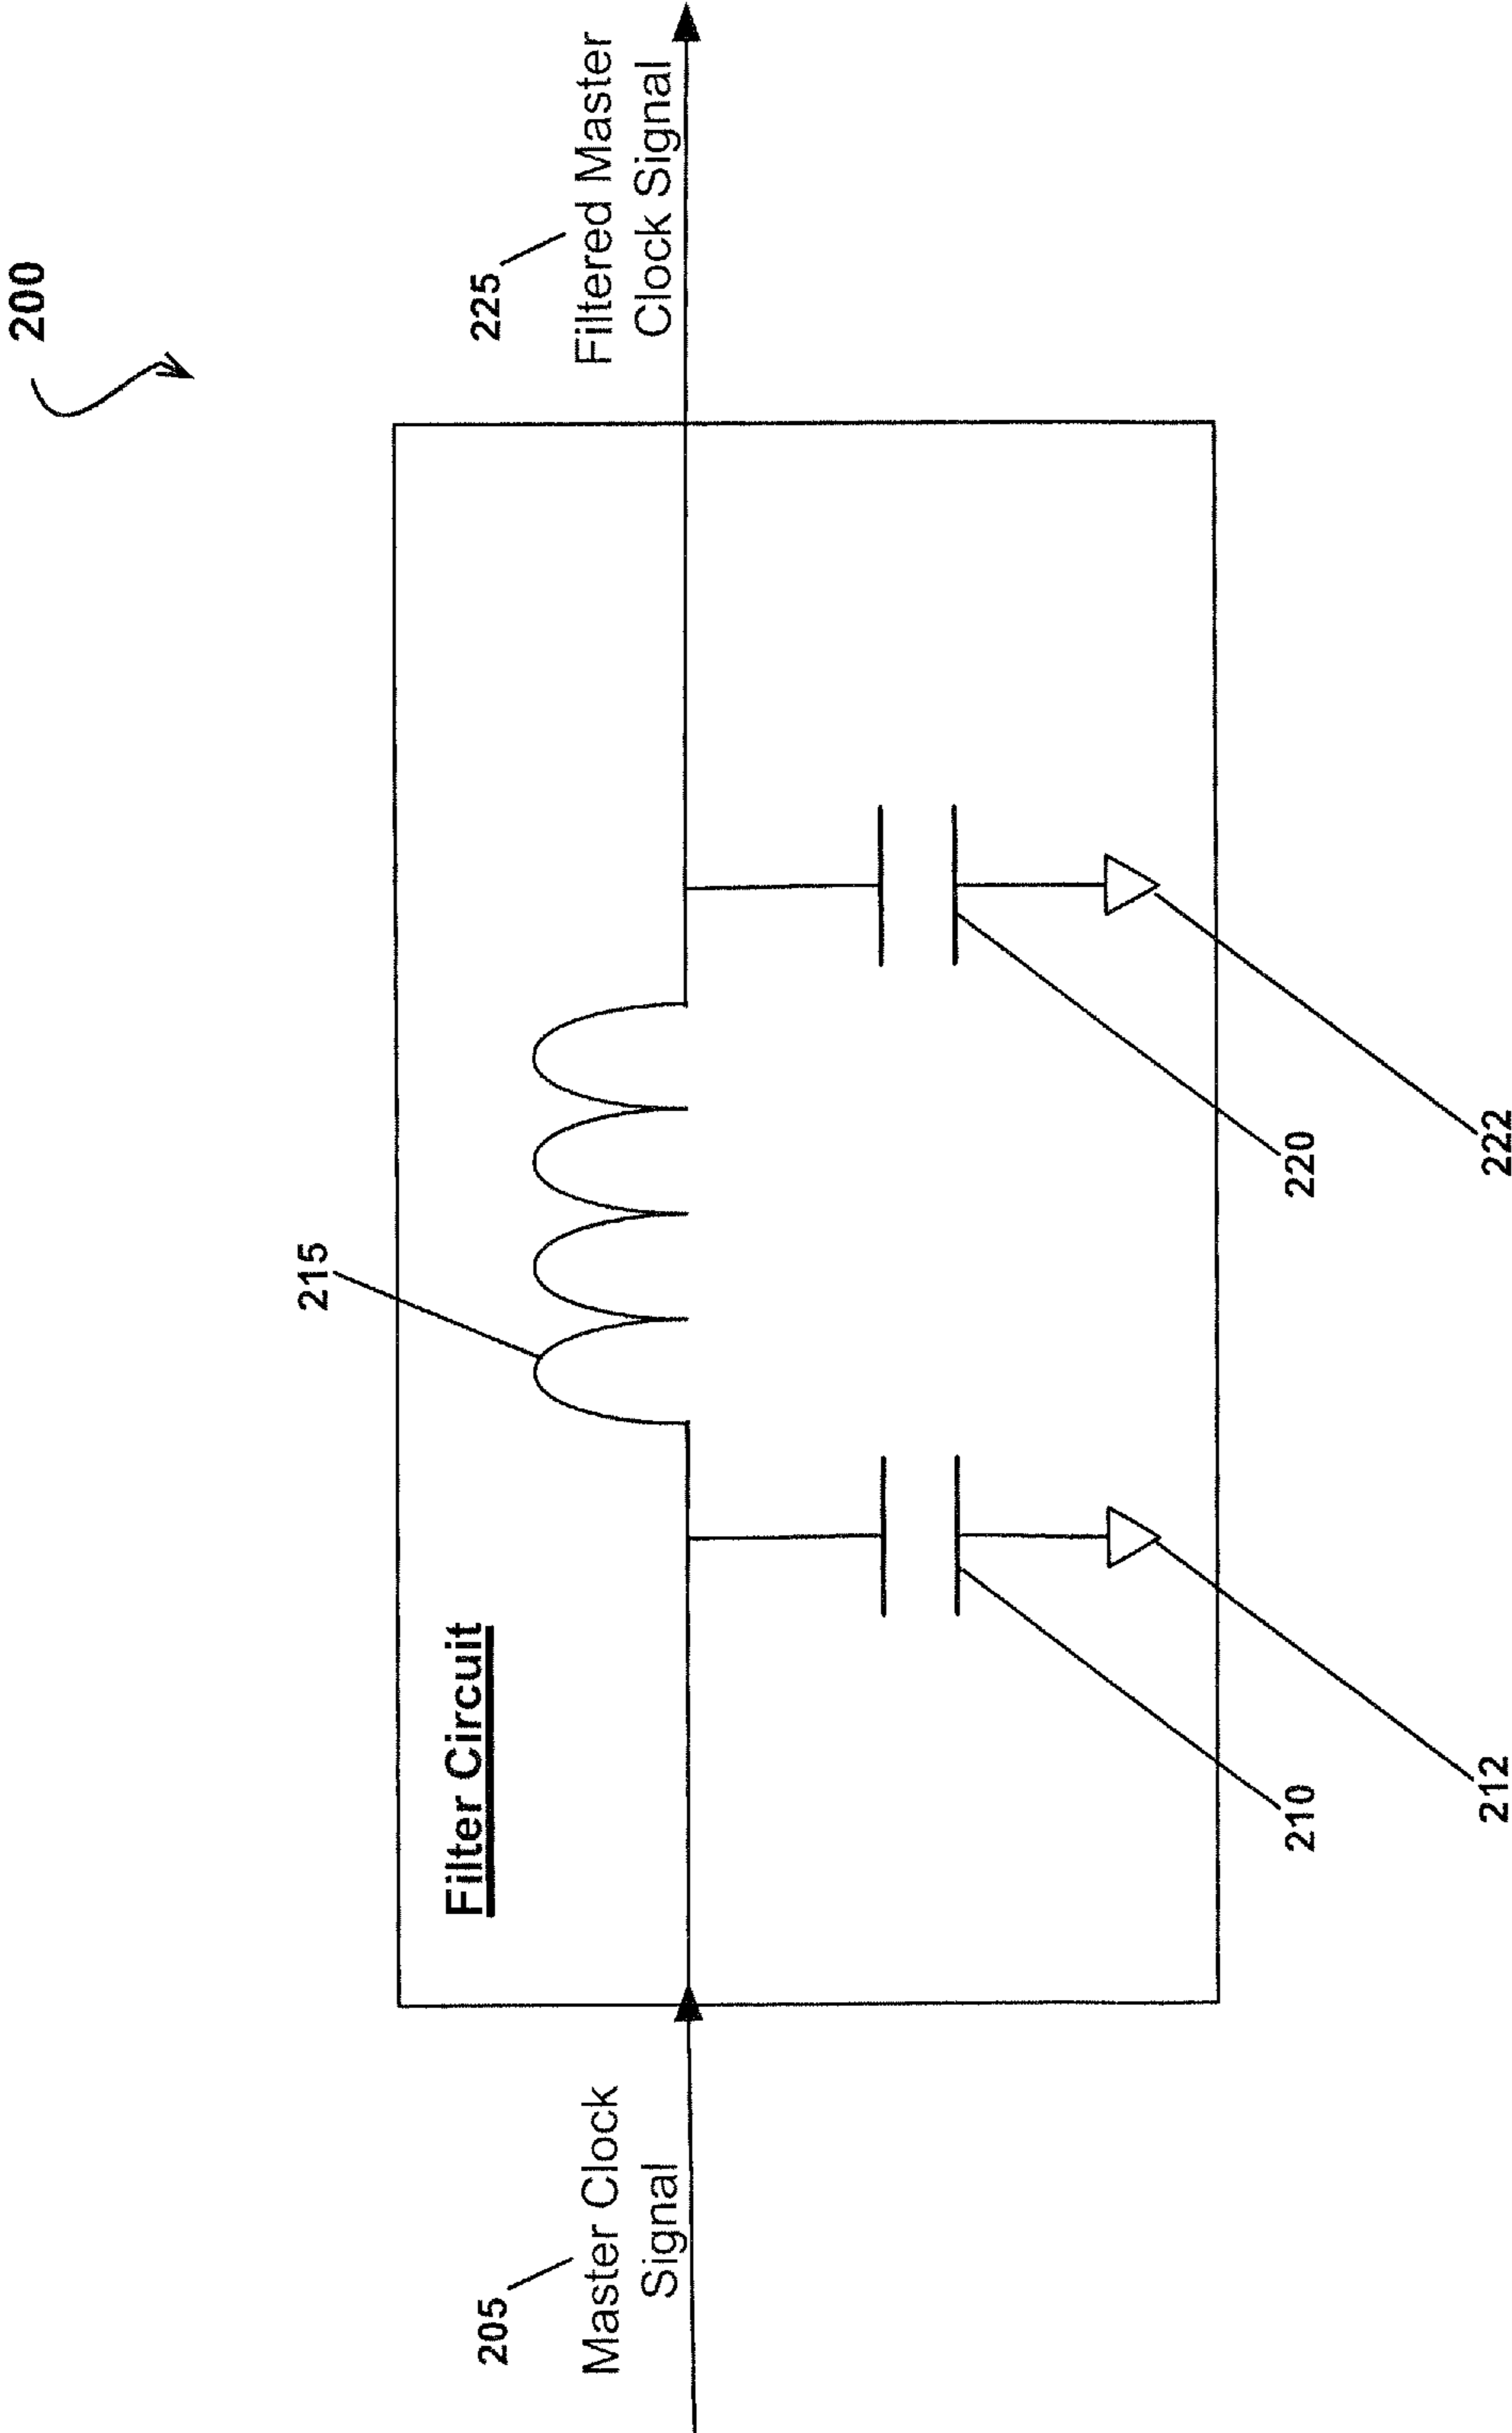 200
205
Master Clock
Signal
Filter Circuit
215
225
Filtered Master
Clock Signal
210
212
220
222